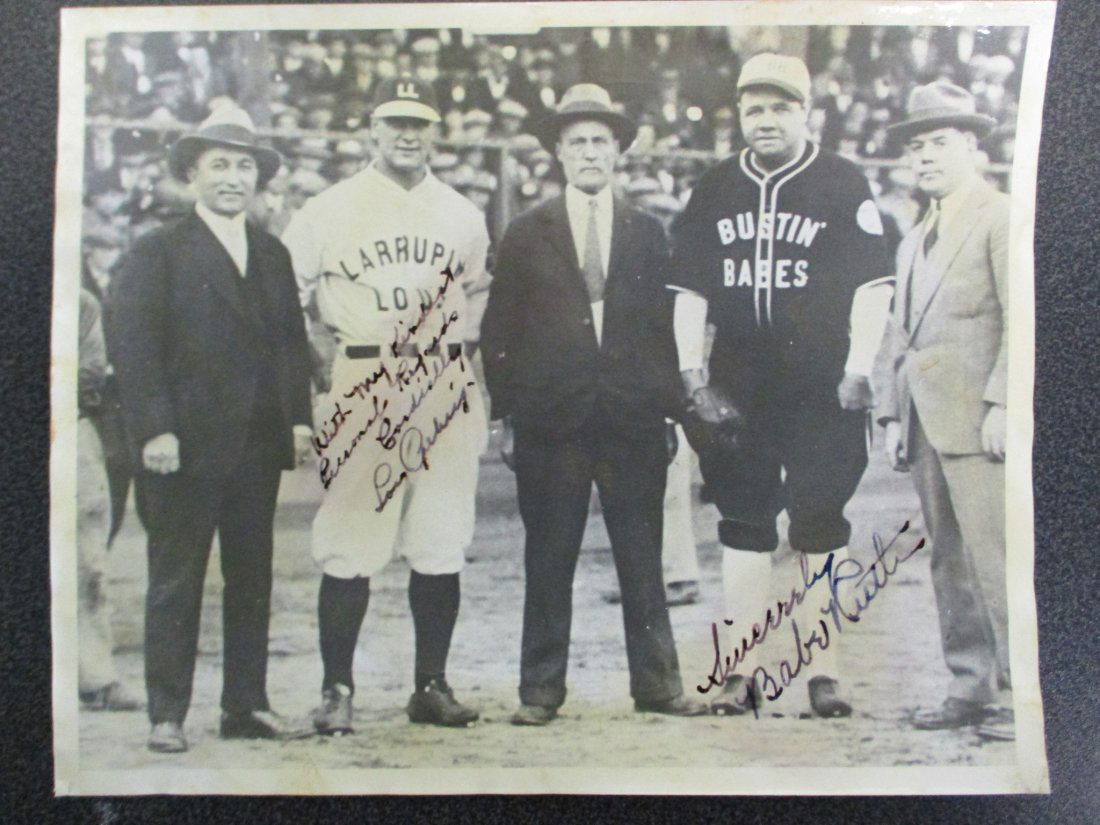 LARRUPIN
LOU
BUSTIN'
BABES
With My Kindest
Personal Regards
Cordially
Lou Gehrig.
Sincerely
Babe Ruth